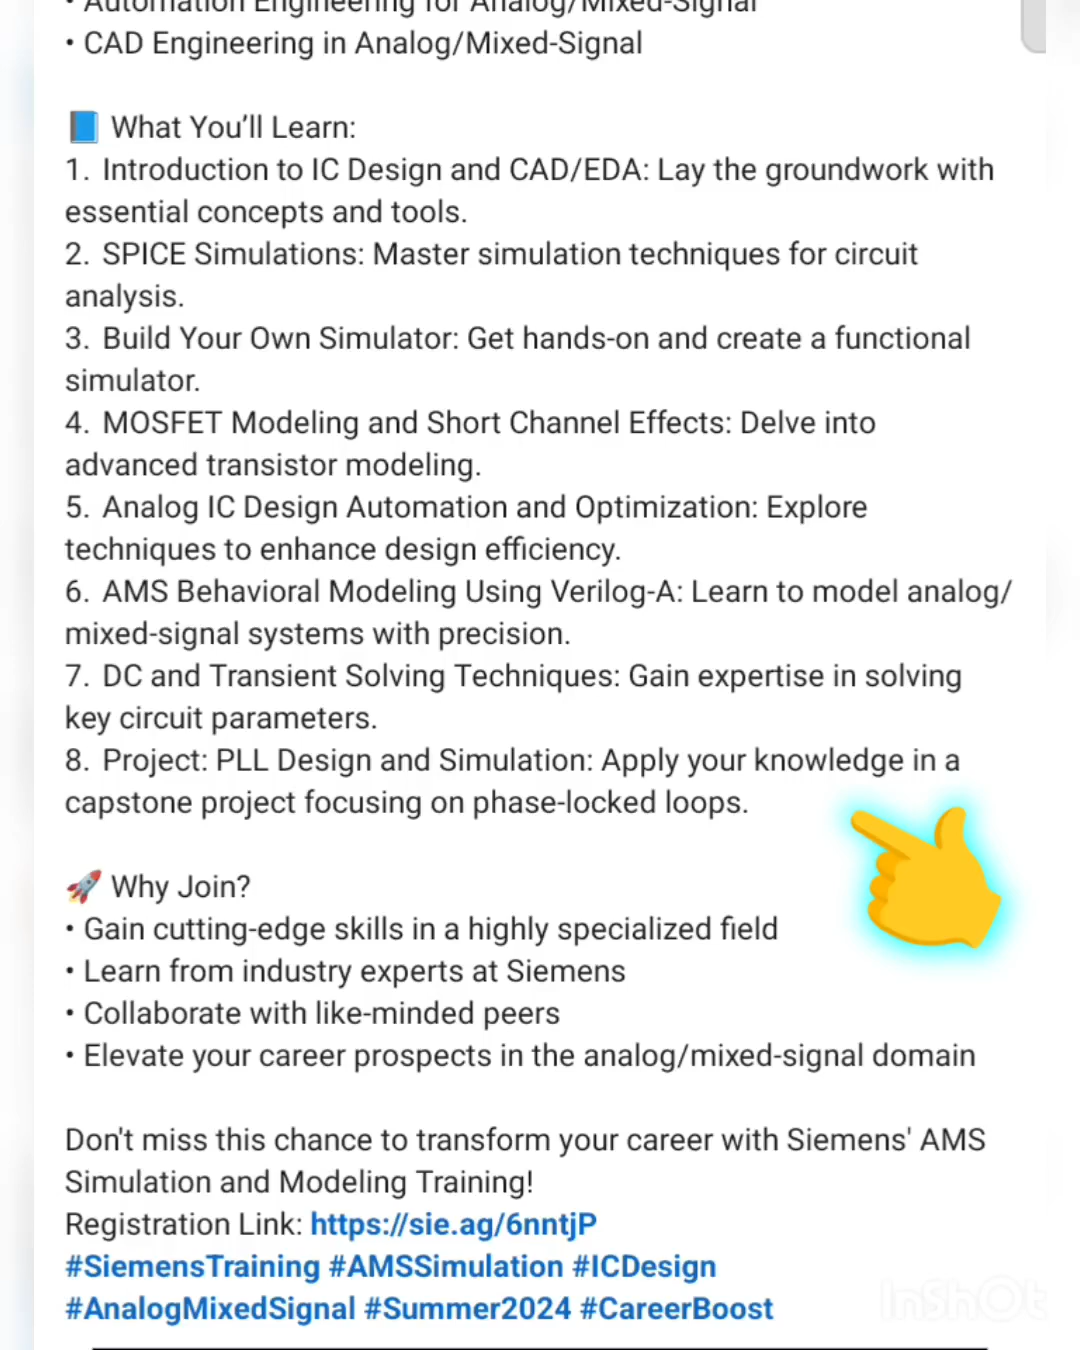 • Automation Engineering for Analog/Mixed-Signal
• CAD Engineering in Analog/Mixed-Signal
📘 What You’ll Learn:
1. Introduction to IC Design and CAD/EDA: Lay the groundwork with
essential concepts and tools.
2. SPICE Simulations: Master simulation techniques for circuit
analysis.
3. Build Your Own Simulator: Get hands-on and create a functional
simulator.
4. MOSFET Modeling and Short Channel Effects: Delve into
advanced transistor modeling.
5. Analog IC Design Automation and Optimization: Explore
techniques to enhance design efficiency.
6. AMS Behavioral Modeling Using Verilog-A: Learn to model analog/
mixed-signal systems with precision.
7. DC and Transient Solving Techniques: Gain expertise in solving
key circuit parameters.
8. Project: PLL Design and Simulation: Apply your knowledge in a
capstone project focusing on phase-locked loops.
🚀 Why Join?
• Gain cutting-edge skills in a highly specialized field
• Learn from industry experts at Siemens
• Collaborate with like-minded peers
• Elevate your career prospects in the analog/mixed-signal domain
Don't miss this chance to transform your career with Siemens' AMS
Simulation and Modeling Training!
Registration Link: https://sie.ag/6nntjP
#SiemensTraining #AMSSimulation #ICDesign
#AnalogMixedSignal #Summer2024 #CareerBoost
InShOt